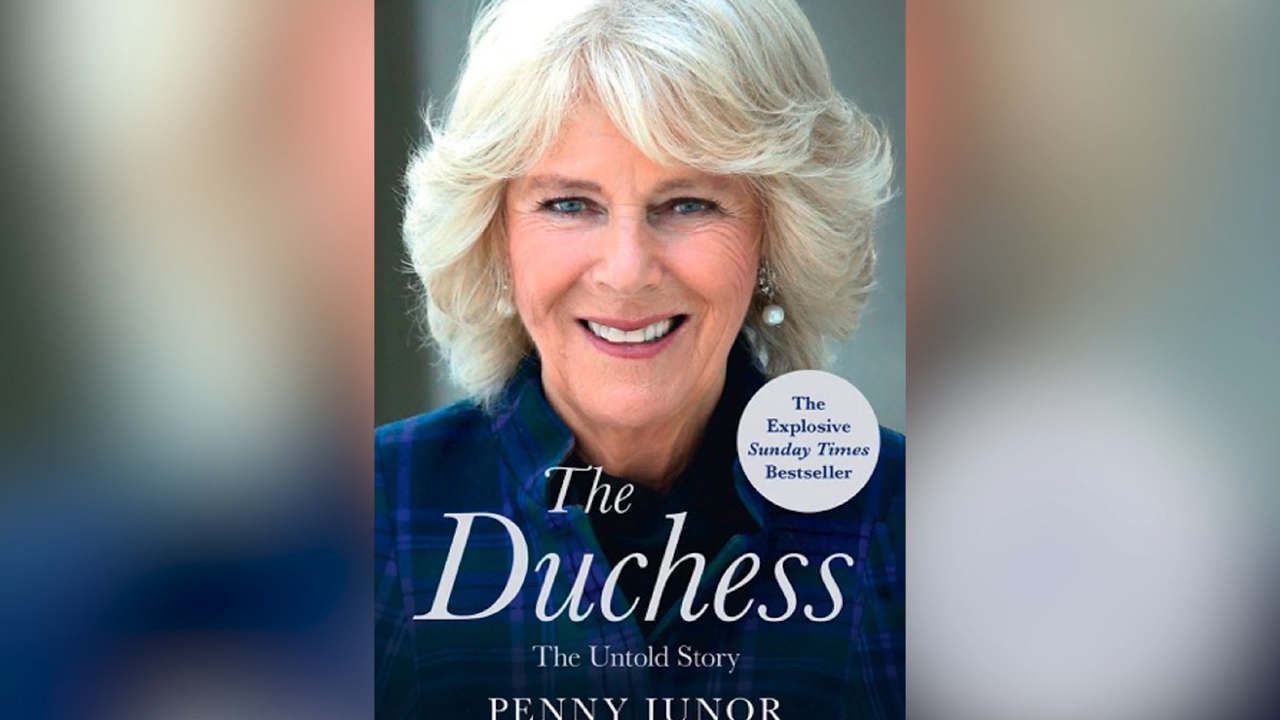 The
Explosive
Sunday Times
Bestseller
The
Duchess
The Untold Story
PENNY JUNOR